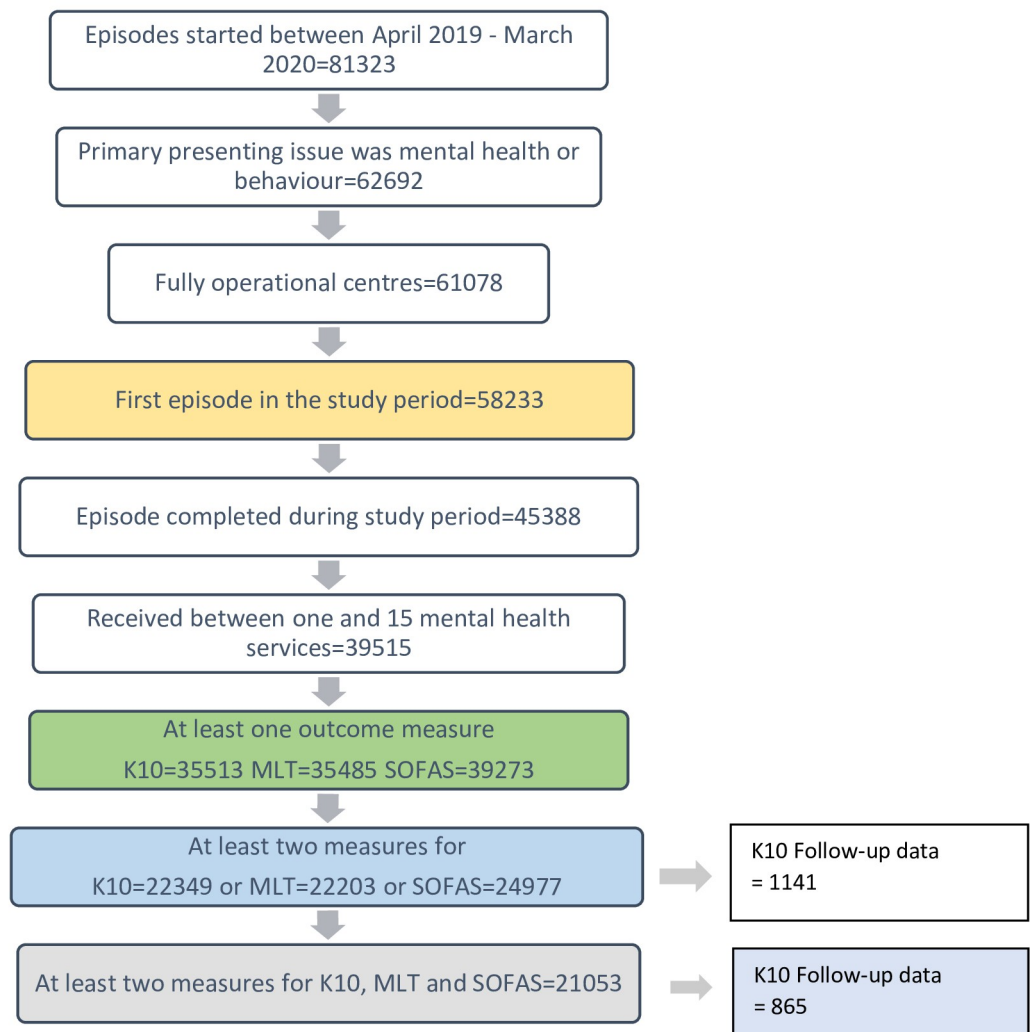 Episodes started between April 2019 - March
2020=81323
Primary presenting issue was mental health or
behaviour=62692
Fully operational centres=61078
First episode in the study period=58233
Episode completed during study period=45388
Received between one and 15 mental health
services=39515
At least one outcome measure
K10=35513 MLT=35485 SOFAS=39273
At least two measures for
K10=22349 or MLT=22203 or SOFAS=24977
K10 Follow-up data
= 1141
At least two measures for K10, MLT and SOFAS=21053
K10 Follow-up data
= 865